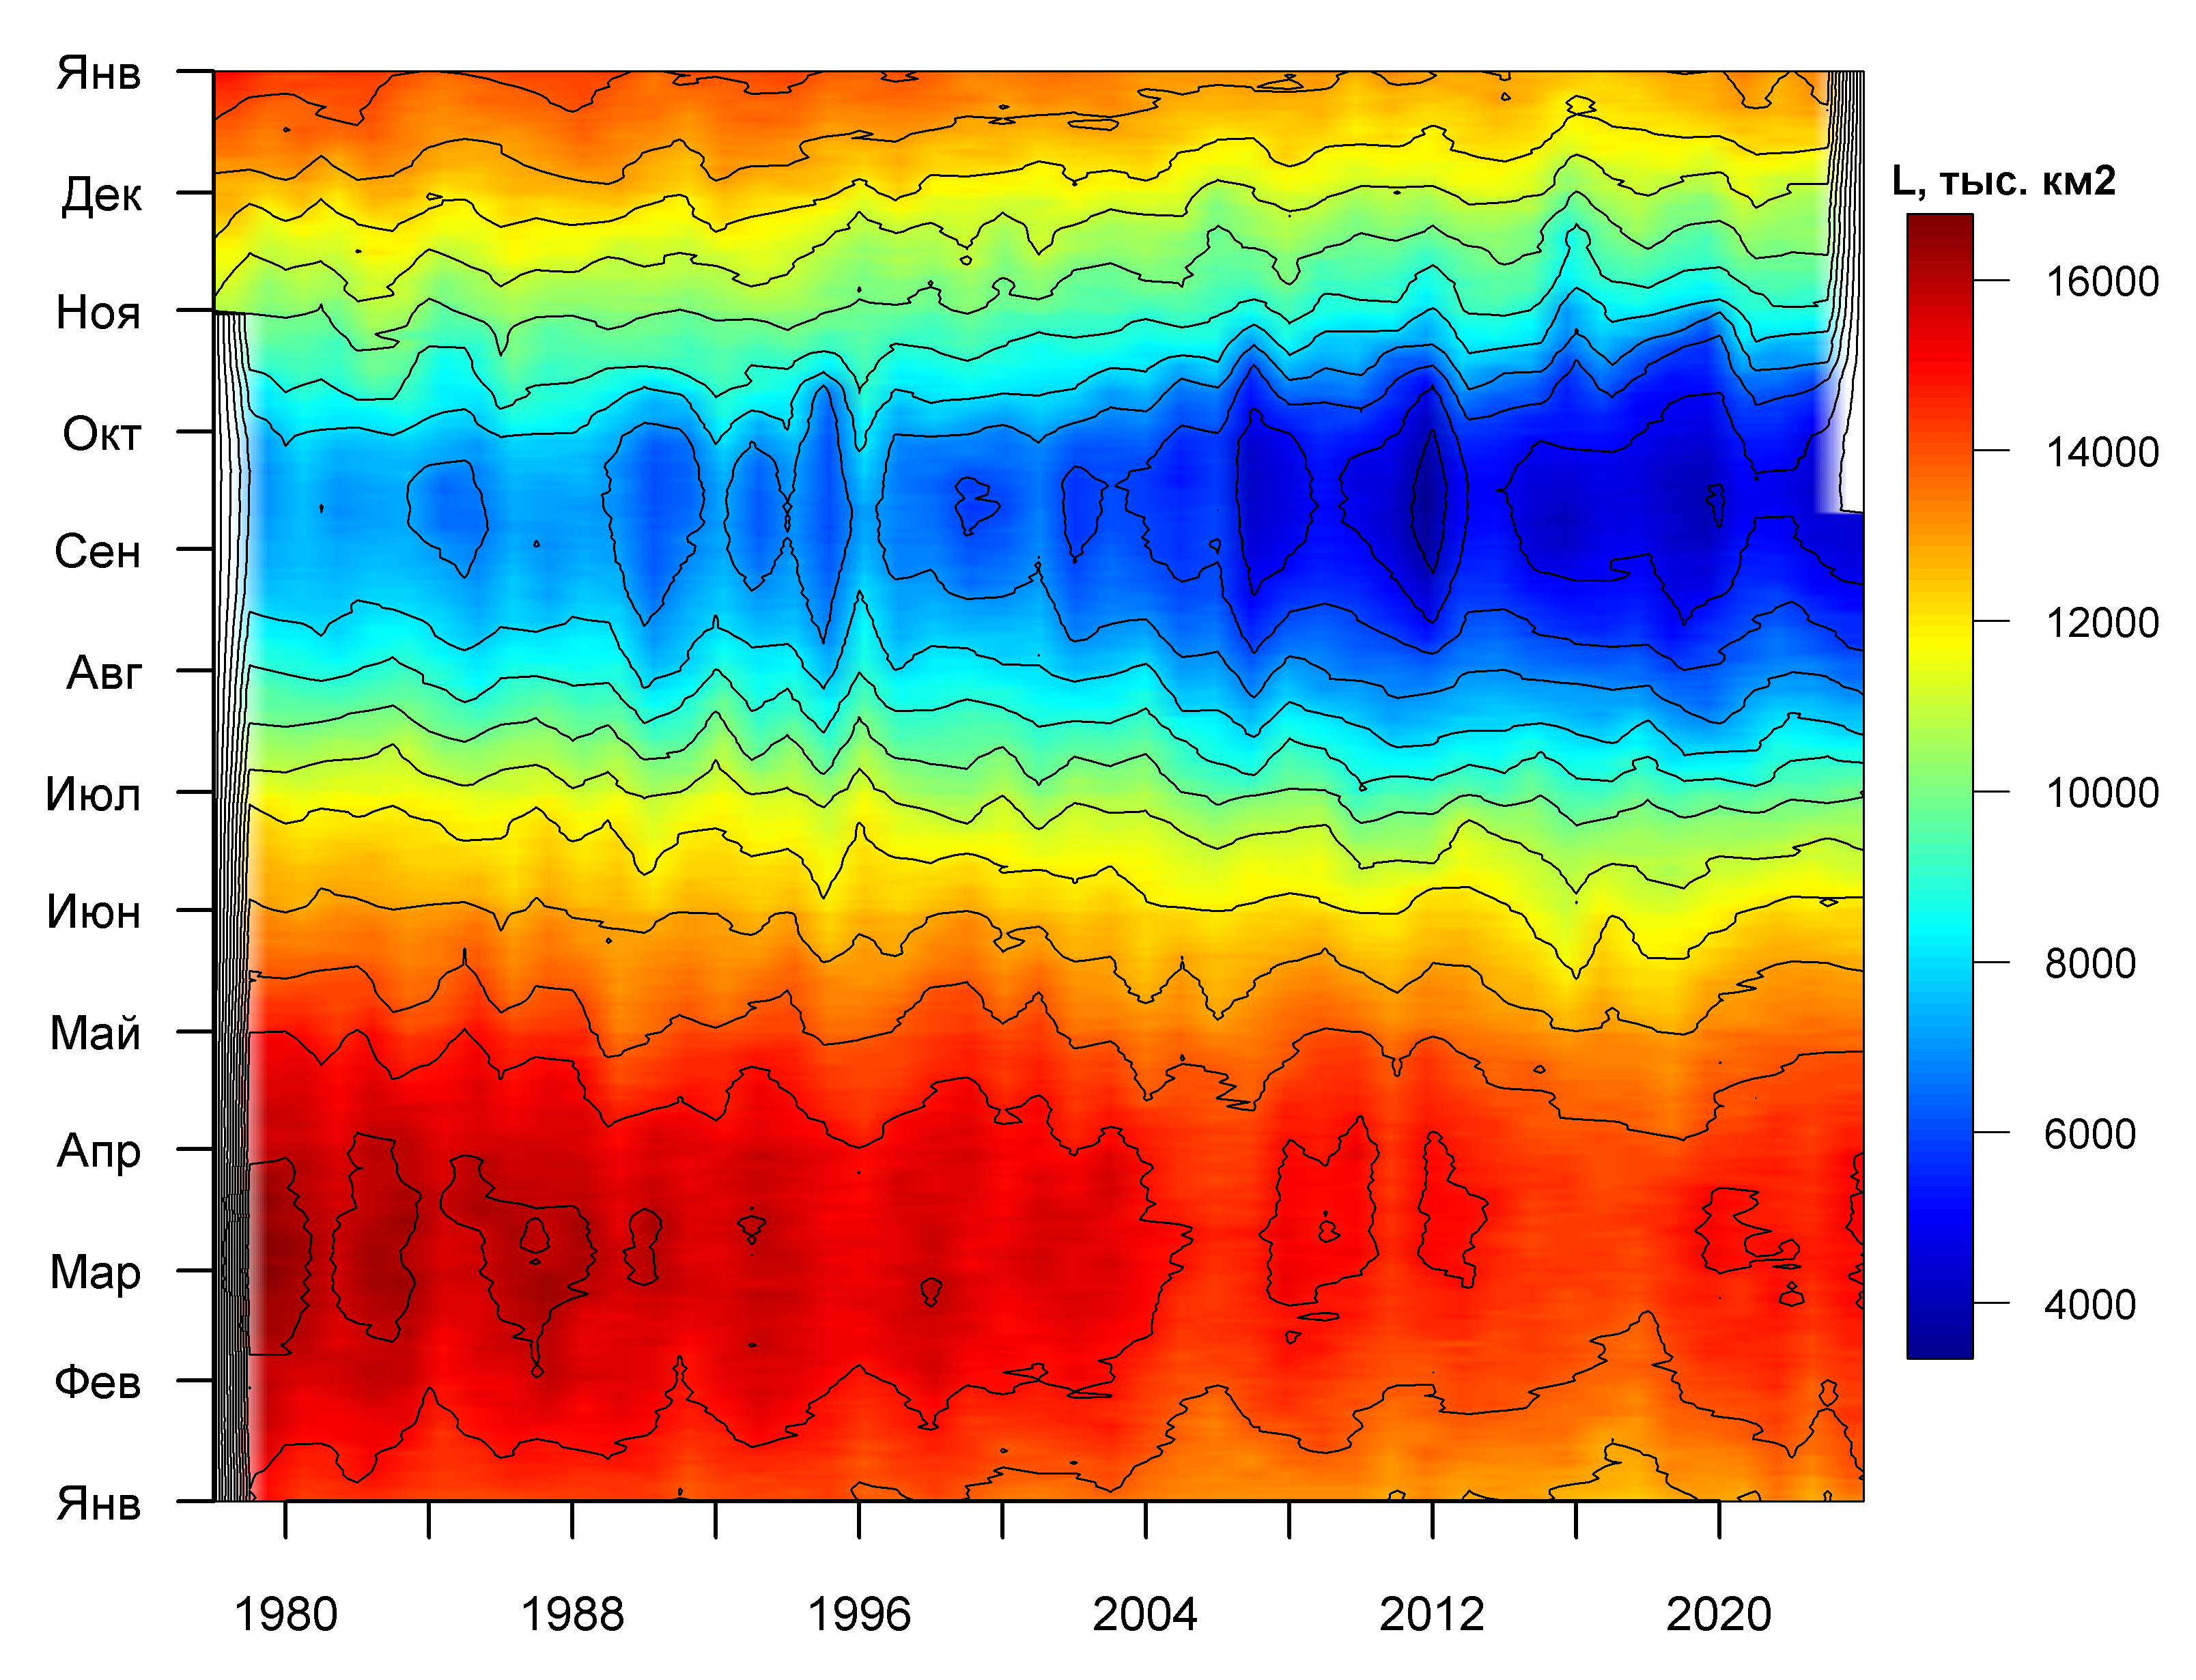 Янв
Дек
Ноя
Окт
Сен
Авг
Июл
Июн
Май
Апр
Мар
Фев
Янв
1980 1988 1996 2004 2012 2020
L, тыс. км2
16000
14000
12000
10000
8000
6000
4000